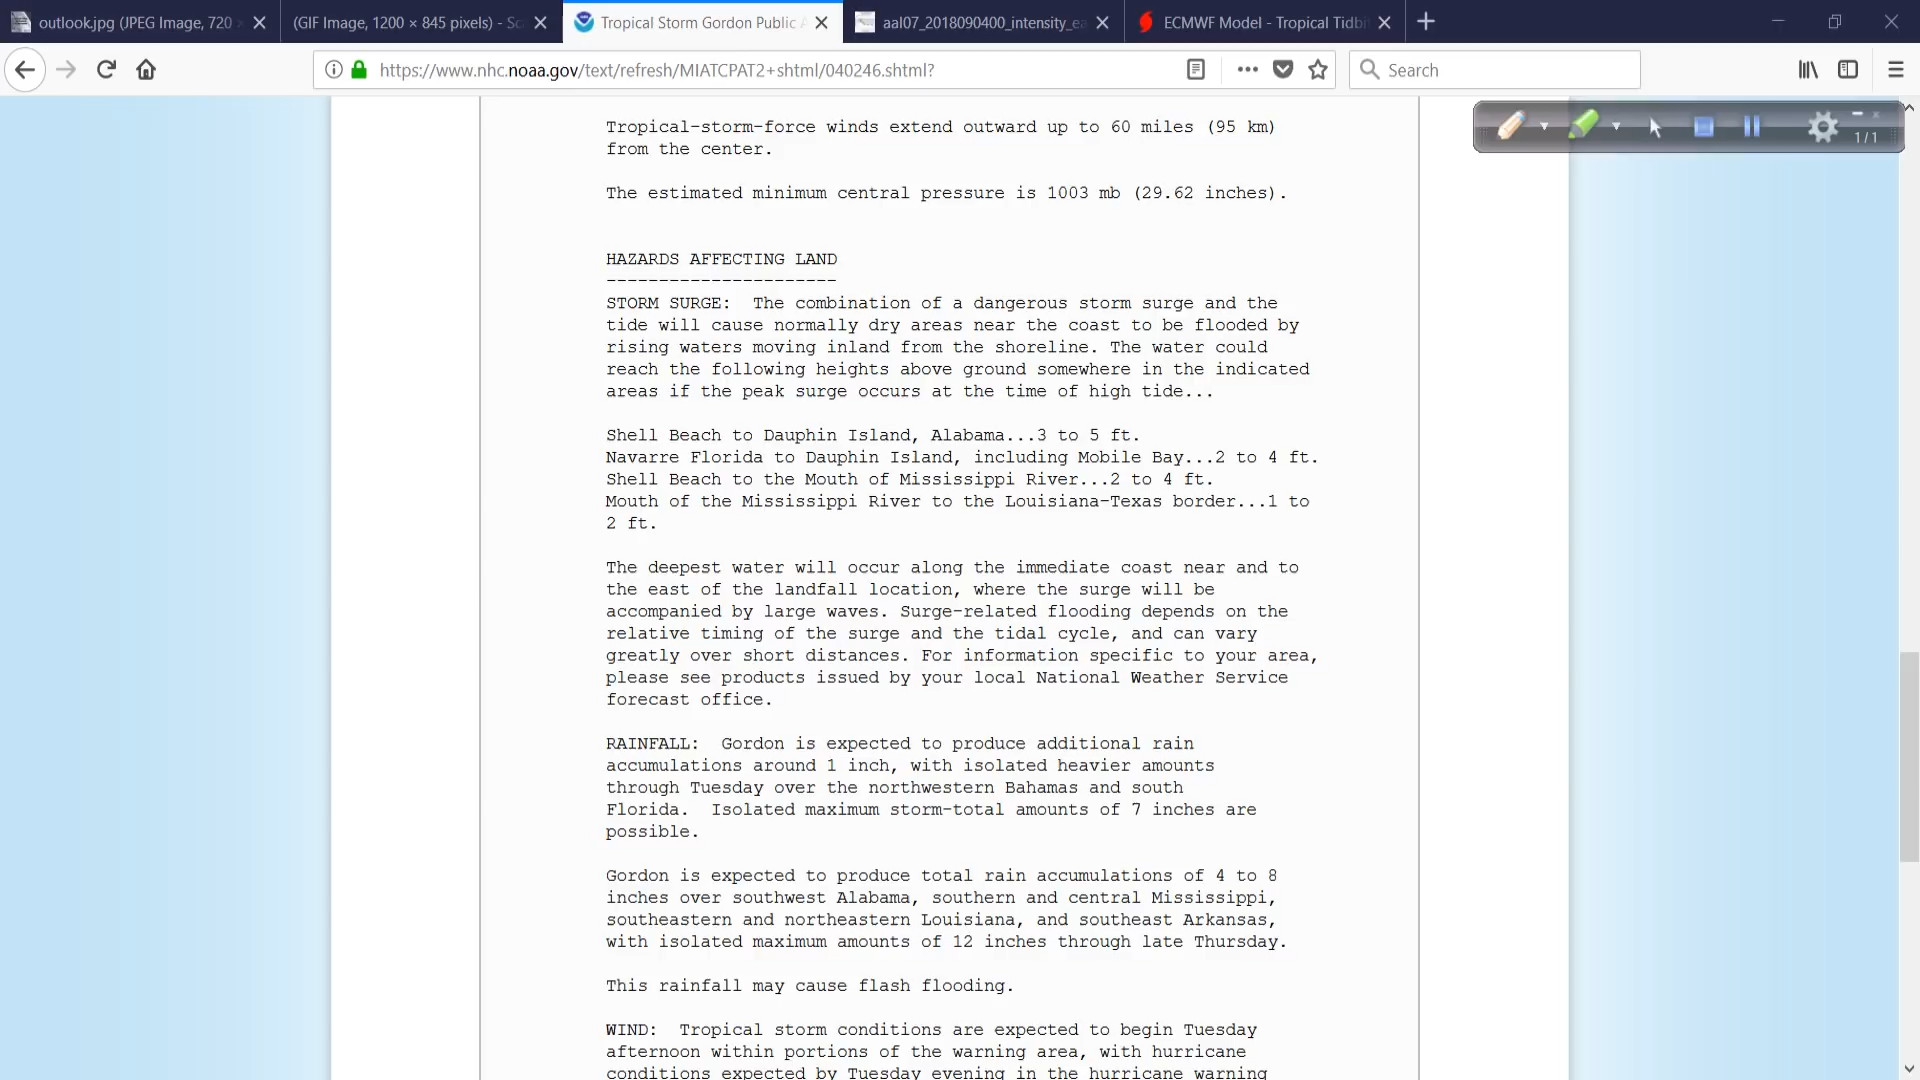 outlook.jpg (JPEG Image, 720 ×
(GIF Image, 1200 × 845 pixels) - Sc
Tropical Storm Gordon Public A
aal07_2018090400_intensity_ea
ECMWF Model - Tropical Tidbi
https://www.nhc.noaa.gov/text/refresh/MIATCPAT2+shtml/040246.shtml?
Search
1/1
Tropical-storm-force winds extend outward up to 60 miles (95 km)
from the center.
The estimated minimum central pressure is 1003 mb (29.62 inches).
HAZARDS AFFECTING LAND
----------------------
STORM SURGE:  The combination of a dangerous storm surge and the
tide will cause normally dry areas near the coast to be flooded by
rising waters moving inland from the shoreline. The water could
reach the following heights above ground somewhere in the indicated
areas if the peak surge occurs at the time of high tide...
Shell Beach to Dauphin Island, Alabama...3 to 5 ft.
Navarre Florida to Dauphin Island, including Mobile Bay...2 to 4 ft.
Shell Beach to the Mouth of Mississippi River...2 to 4 ft.
Mouth of the Mississippi River to the Louisiana-Texas border...1 to
2 ft.
The deepest water will occur along the immediate coast near and to
the east of the landfall location, where the surge will be
accompanied by large waves. Surge-related flooding depends on the
relative timing of the surge and the tidal cycle, and can vary
greatly over short distances. For information specific to your area,
please see products issued by your local National Weather Service
forecast office.
RAINFALL:  Gordon is expected to produce additional rain
accumulations around 1 inch, with isolated heavier amounts
through Tuesday over the northwestern Bahamas and south
Florida.  Isolated maximum storm-total amounts of 7 inches are
possible.
Gordon is expected to produce total rain accumulations of 4 to 8
inches over southwest Alabama, southern and central Mississippi,
southeastern and northeastern Louisiana, and southeast Arkansas,
with isolated maximum amounts of 12 inches through late Thursday.
This rainfall may cause flash flooding.
WIND:  Tropical storm conditions are expected to begin Tuesday
afternoon within portions of the warning area, with hurricane
conditions expected by Tuesday evening in the hurricane warning